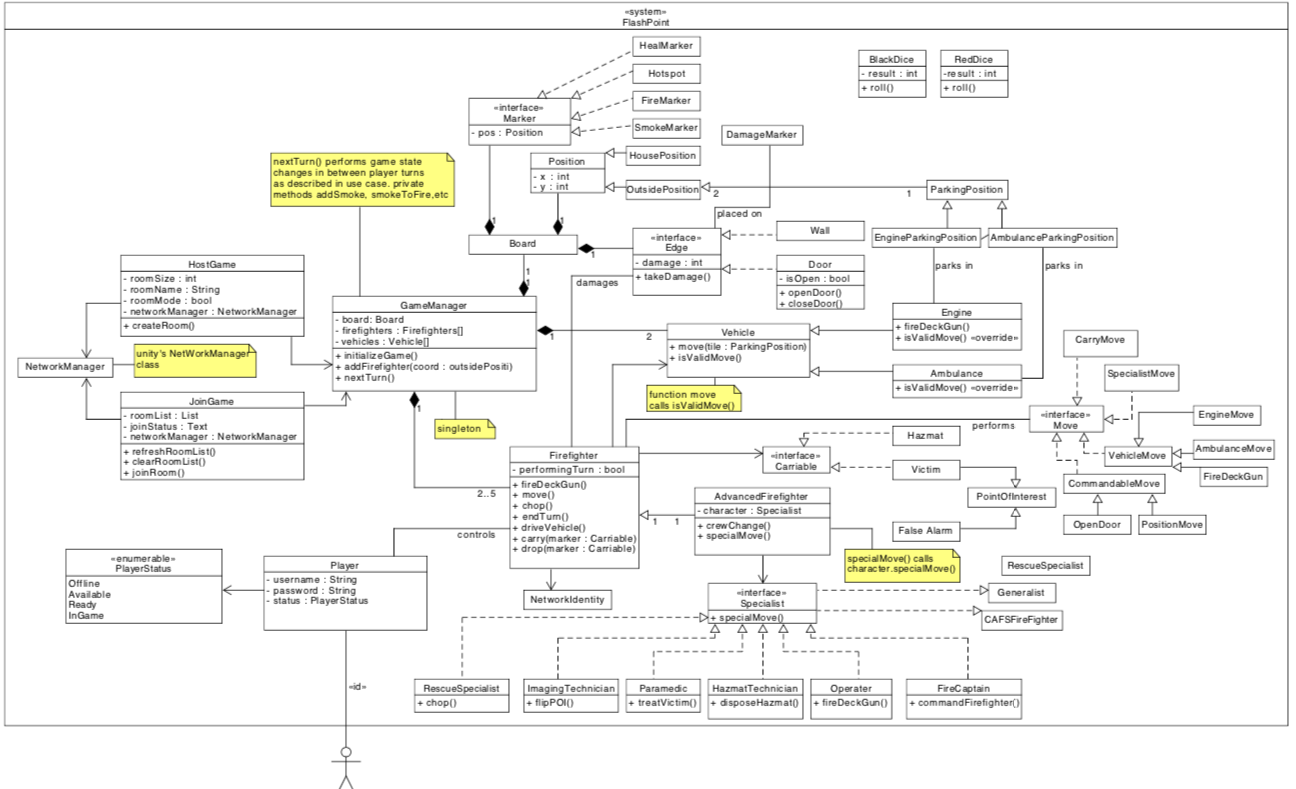 «system»
FlashPoint
HealMarker
Hotspot
FireMarker
SmokeMarker
«interface»
Marker
- pos : Position
BlackDice
- result : int
+ roll()
RedDice
-result : int
+ roll()
DamageMarker
nextTurn() performs game state
changes in between player turns
as described in use case. private
methods addSmoke, smokeToFire,etc
Position
- x : int
- y : int
HousePosition
OutsidePosition
2
1
ParkingPosition
1
1
placed on
Board
1
«interface»
Edge
- damage : int
+ takeDamage()
Wall
Door
- isOpen : bool
+ openDoor()
+ closeDoor()
EngineParkingPosition
AmbulanceParkingPosition
parks in
parks in
damages
1
1
HostGame
- roomSize : int
- roomName : String
- roomMode : bool
- networkManager : NetworkManager
+ createRoom()
GameManager
- board: Board
- firefighters : Firefighters[]
- vehicles : Vehicle[]
+ initializeGame()
+ addFirefighter(coord : outsidePositi)
+ nextTurn()
1
2
Vehicle
+ move(tile : ParkingPosition)
+ isValidMove()
Engine
+ fireDeckGun()
+ isValidMove() «override»
Ambulance
+ isValidMove() «override»
NetworkManager
unity's NetWorkManager
class
function move
calls isValidMove()
CarryMove
SpecialistMove
JoinGame
- roomList : List
- joinStatus : Text
- networkManager : NetworkManager
+ refreshRoomList()
+ clearRoomList()
+ joinRoom()
1
singleton
«interface»
Move
performs
EngineMove
AmbulanceMove
VehicleMove
FireDeckGun
CommandableMove
OpenDoor
PositionMove
Hazmat
«interface»
Carriable
Victim
PointOfInterest
False Alarm
Firefighter
- performingTurn : bool
+ fireDeckGun()
+ move()
+ chop()
+ endTurn()
+ driveVehicle()
+ carry(marker : Carriable)
+ drop(marker : Carriable)
2..5
controls
1
1
AdvancedFirefighter
- character : Specialist
+ crewChange()
+ specialMove()
specialMove() calls
character.specialMove()
RescueSpecialist
«enumerable»
PlayerStatus
Offline
Available
Ready
InGame
Player
- username : String
- password : String
- status : PlayerStatus
NetworkIdentity
«interface»
Specialist
+ specialMove()
Generalist
CAFSFireFighter
«id»
RescueSpecialist
+ chop()
ImagingTechnician
+ flipPOI()
Paramedic
+ treatVictim()
HazmatTechnician
+ disposeHazmat()
Operater
+ fireDeckGun()
FireCaptain
+ commandFirefighter()